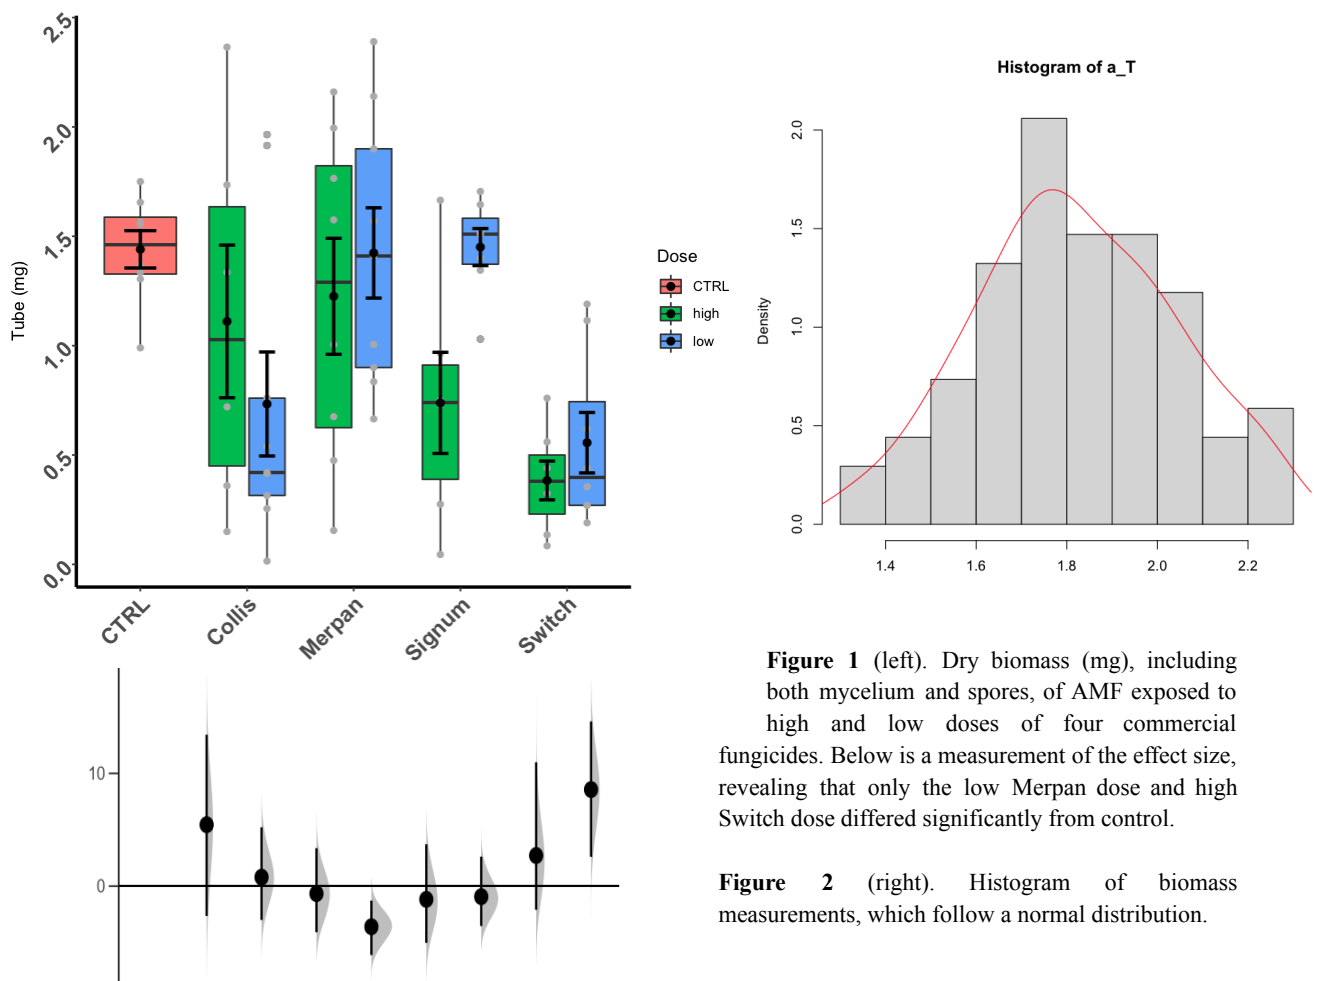 2.5
2.0
1.5
1.0
0.5
0.0
Tube (mg)
CTRL
Collis
Merpan
Signum
Switch
Dose
CTRL
high
low
10
0
Histogram of a_T
Density
2.0
1.5
1.0
0.5
0.0
1.4 1.6 1.8 2.0 2.2
Figure 1 (left). Dry biomass (mg), including
both mycelium and spores, of AMF exposed to
high and low doses of four commercial
fungicides. Below is a measurement of the effect size,
revealing that only the low Merpan dose and high
Switch dose differed significantly from control.
Figure 2 (right). Histogram of biomass
measurements, which follow a normal distribution.